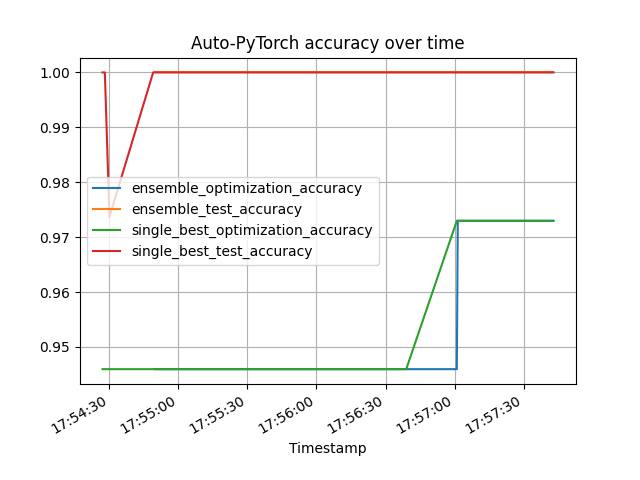 Auto-PyTorch accuracy over time
1.00
0.99
0.98
0.97
0.96
0.95
ensemble_optimization_accuracy
ensemble_test_accuracy
single_best_optimization_accuracy
single_best_test_accuracy
17:54:30
17:55:00
17:55:30
17:56:00
17:56:30
17:57:00
17:57:30
Timestamp